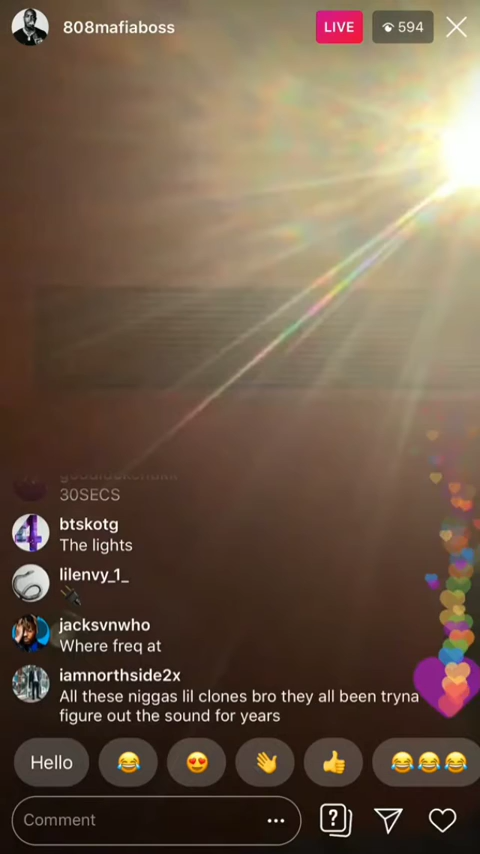 808mafiaboss
LIVE
594
30SECS
btskotg
The lights
lilenvy_1_
jacksvnwho
Where freq at
iamnorthside2x
All these niggas lil clones bro they all been tryna
figure out the sound for years
Hello
Comment